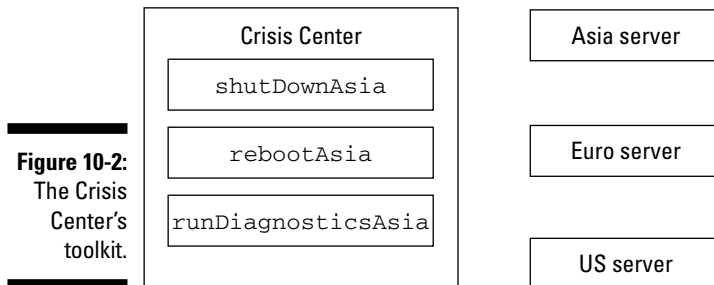 Figure 10-2:
The Crisis
Center's
toolkit.
Crisis Center
shutDownAsia
rebootAsia
runDiagnosticsAsia
Asia server
Euro server
US server